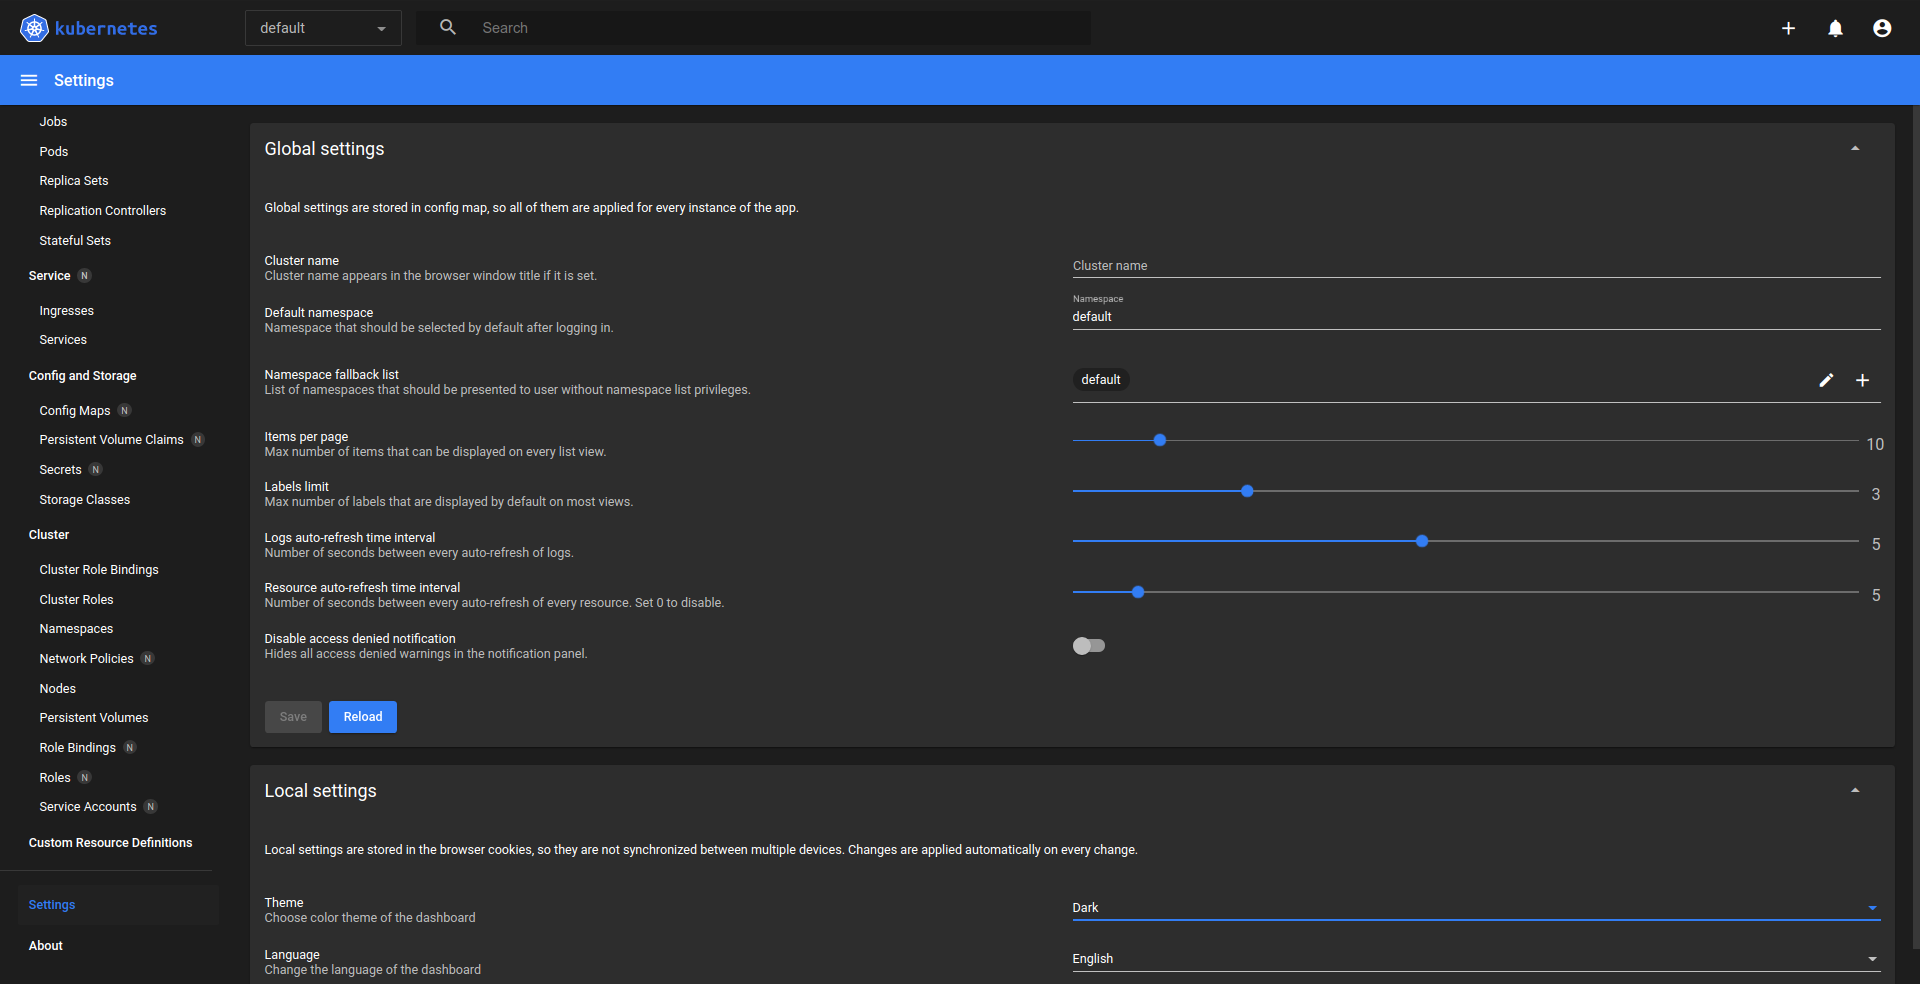 kubernetes
default
Search
Settings
Jobs
Pods
Replica Sets
Replication Controllers
Stateful Sets
Service N
Ingresses
Services
Config and Storage
Config Maps N
Persistent Volume Claims N
Secrets N
Storage Classes
Cluster
Cluster Role Bindings
Cluster Roles
Namespaces
Network Policies N
Nodes
Persistent Volumes
Role Bindings N
Roles N
Service Accounts N
Custom Resource Definitions
Settings
About
Global settings
Global settings are stored in config map, so all of them are applied for every instance of the app.
Cluster name
Cluster name appears in the browser window title if it is set.
Cluster name
Default namespace
Namespace that should be selected by default after logging in.
Namespace
default
Namespace fallback list
List of namespaces that should be presented to user without namespace list privileges.
default
Items per page
Max number of items that can be displayed on every list view.
10
Labels limit
Max number of labels that are displayed by default on most views.
3
Logs auto-refresh time interval
Number of seconds between every auto-refresh of logs.
5
Resource auto-refresh time interval
Number of seconds between every auto-refresh of every resource. Set 0 to disable.
5
Disable access denied notification
Hides all access denied warnings in the notification panel.
Save
Reload
Local settings
Local settings are stored in the browser cookies, so they are not synchronized between multiple devices. Changes are applied automatically on every change.
Theme
Choose color theme of the dashboard
Dark
Language
Change the language of the dashboard
English